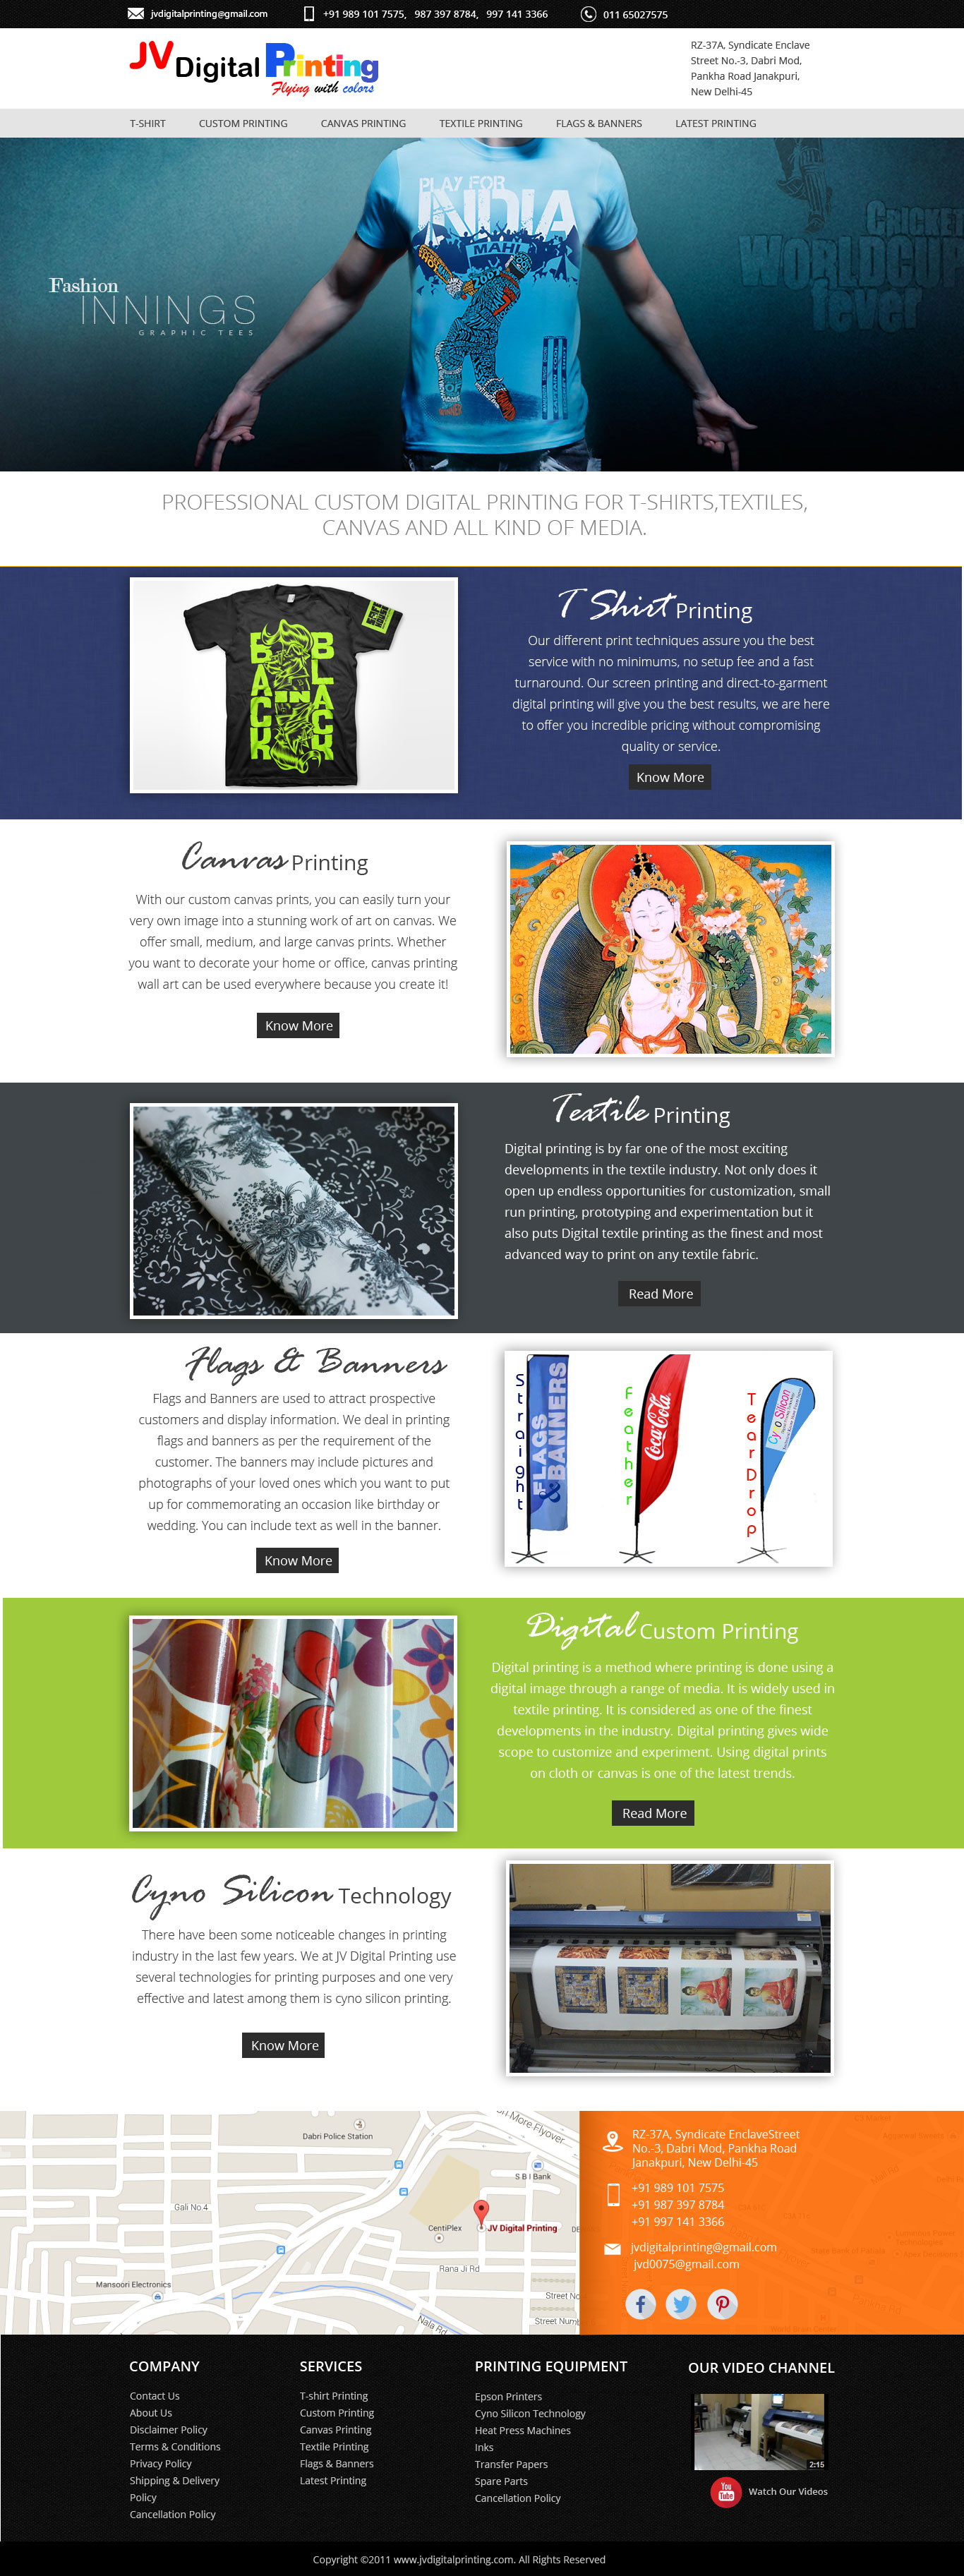 jvdigitalprinting@gmail.com +91 989 101 7575, 987 397 8784, 997 141 3366 011 65027575
JV Digital Printing
Flying with colors
RZ-37A, Syndicate Enclave
Street No.-3, Dabri Mod,
Pankha Road Janakpuri,
New Delhi-45
T-SHIRT CUSTOM PRINTING CANVAS PRINTING TEXTILE PRINTING FLAGS & BANNERS LATEST PRINTING
PLAY FOR
INDIA
MAHI
2007
WINNER
Fashion
INNINGS
GRAPHIC TEES
CRICKET
PROFESSIONAL CUSTOM DIGITAL PRINTING FOR T-SHIRTS,TEXTILES,
CANVAS AND ALL KIND OF MEDIA.
BACK IN BLACK
T Shirt Printing
Our different print techniques assure you the best
service with no minimums, no setup fee and a fast
turnaround. Our screen printing and direct-to-garment
digital printing will give you the best results, we are here
to offer you incredible pricing without compromising
quality or service.
Know More
Canvas Printing
With our custom canvas prints, you can easily turn your
very own image into a stunning work of art on canvas. We
offer small, medium, and large canvas prints. Whether
you want to decorate your home or office, canvas printing
wall art can be used everywhere because you create it!
Know More
Textile Printing
Digital printing is by far one of the most exciting
developments in the textile industry. Not only does it
open up endless opportunities for customization, small
run printing, prototyping and experimentation but it
also puts Digital textile printing as the finest and most
advanced way to print on any textile fabric.
Read More
Flags & Banners
Flags and Banners are used to attract prospective
customers and display information. We deal in printing
flags and banners as per the requirement of the
customer. The banners may include pictures and
photographs of your loved ones which you want to put
up for commemorating an occasion like birthday or
wedding. You can include text as well in the banner.
Know More
Straight
FLAGS & BANNERS
Feather
Coca-Cola
Tear Drop
Cyno Silicon
Digital Custom Printing
Digital printing is a method where printing is done using a
digital image through a range of media. It is widely used in
textile printing. It is considered as one of the finest
developments in the industry. Digital printing gives wide
scope to customize and experiment. Using digital prints
on cloth or canvas is one of the latest trends.
Read More
Cyno Silicon Technology
There have been some noticeable changes in printing
industry in the last few years. We at JV Digital Printing use
several technologies for printing purposes and one very
effective and latest among them is cyno silicon printing.
Know More
on More Flyover
Dabri Police Station
S B I Bank
Gali No.4
CentiPlex
JV Digital Printing
Rana Ji Rd
Mansoori Electronics
Street No
Street Num
Nala Rd
RZ-37A, Syndicate EnclaveStreet
No.-3, Dabri Mod, Pankha Road
Janakpuri, New Delhi-45
+91 989 101 7575
+91 987 397 8784
+91 997 141 3366
jvdigitalprinting@gmail.com
jvd0075@gmail.com
COMPANY
Contact Us
About Us
Disclaimer Policy
Terms & Conditions
Privacy Policy
Shipping & Delivery
Policy
Cancellation Policy
SERVICES
T-shirt Printing
Custom Printing
Canvas Printing
Textile Printing
Flags & Banners
Latest Printing
PRINTING EQUIPMENT
Epson Printers
Cyno Silicon Technology
Heat Press Machines
Inks
Transfer Papers
Spare Parts
Cancellation Policy
OUR VIDEO CHANNEL
2:15
You Tube
Watch Our Videos
Copyright ©2011 www.jvdigitalprinting.com. All Rights Reserved